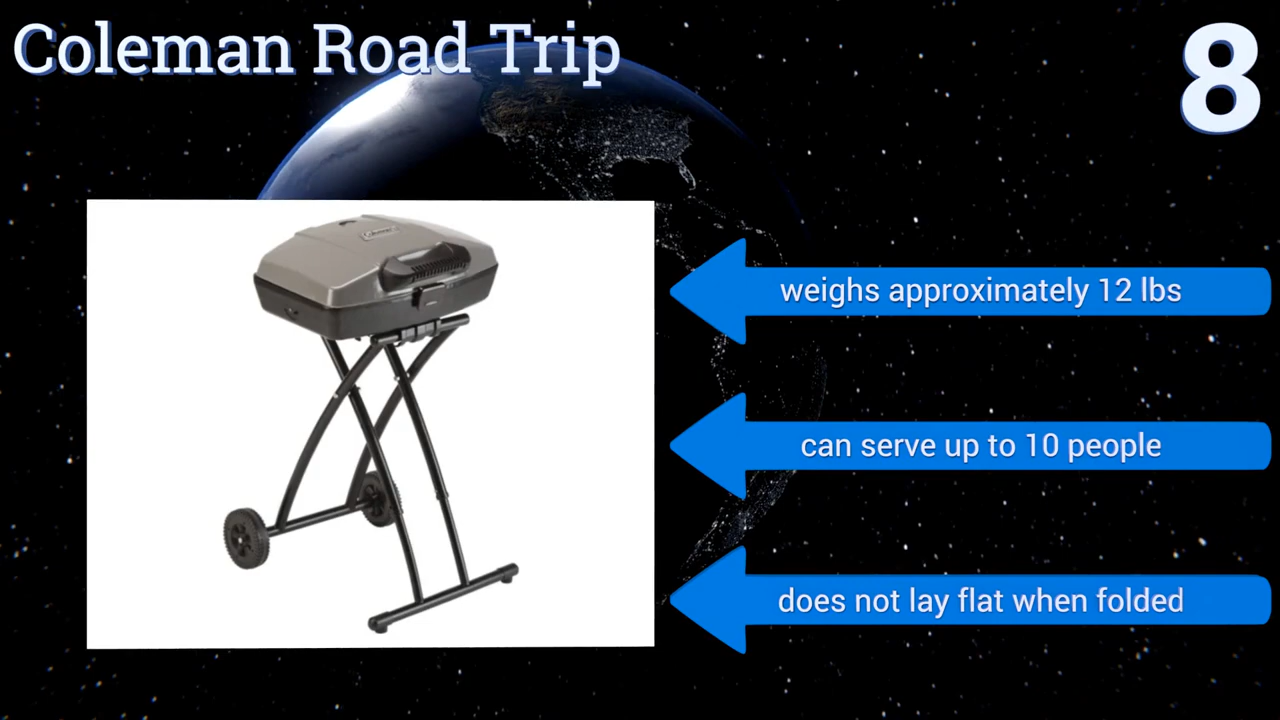 Coleman Road Trip
8
weighs approximately 12 lbs
can serve up to 10 people
does not lay flat when folded